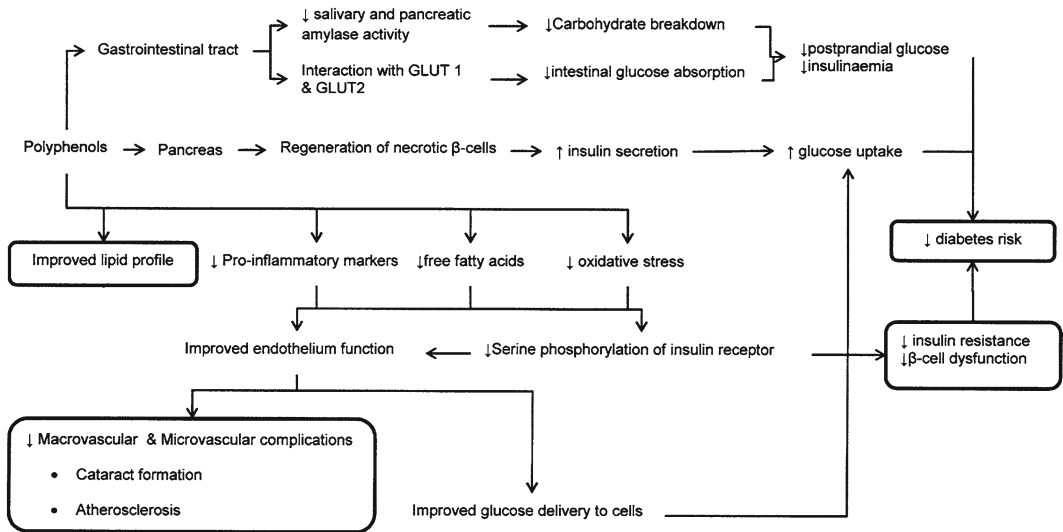 ↓ salivary and pancreatic
amylase activity
↓Carbohydrate breakdown
Gastrointestinal tract
↓postprandial glucose
↓insulinaemia
Interaction with GLUT 1
& GLUT2
↓intestinal glucose absorption
Polyphenols
Pancreas
Regeneration of necrotic β-cells
↑ insulin secretion
↑ glucose uptake
↓ diabetes risk
Improved lipid profile
↓ Pro-inflammatory markers
↓free fatty acids
↓ oxidative stress
Improved endothelium function
↓Serine phosphorylation of insulin receptor
↓ insulin resistance
↓β-cell dysfunction
↓ Macrovascular & Microvascular complications
• Cataract formation
• Atherosclerosis
Improved glucose delivery to cells